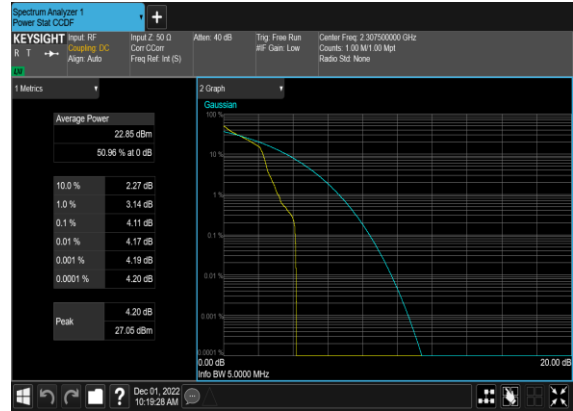 Spectrum Analyzer 1
Power Stat CCDF
KEYSIGHT
R T
LXI
Input: RF
Coupling: DC
Align: Auto
Input Z: 50 Ω
Corr CCorr
Freq Ref: Int (S)
Atten: 40 dB
Trig: Free Run
#IF Gain: Low
Center Freq: 2.307500000 GHz
Counts: 1.00 M/1.00 Mpt
Radio Std: None
1 Metrics
Average Power
22.85 dBm
50.96 % at 0 dB
10.0 % 2.27 dB
1.0 % 3.14 dB
0.1 % 4.11 dB
0.01 % 4.17 dB
0.001 % 4.19 dB
0.0001 % 4.20 dB
Peak
4.20 dB
27.05 dBm
2 Graph
Gaussian
100 %
10 %
1 %
0.1 %
0.01 %
0.001 %
0.0001 %
0.00 dB
20.00 dB
Info BW 5.0000 MHz
?
Dec 01, 2022
10:19:28 AM